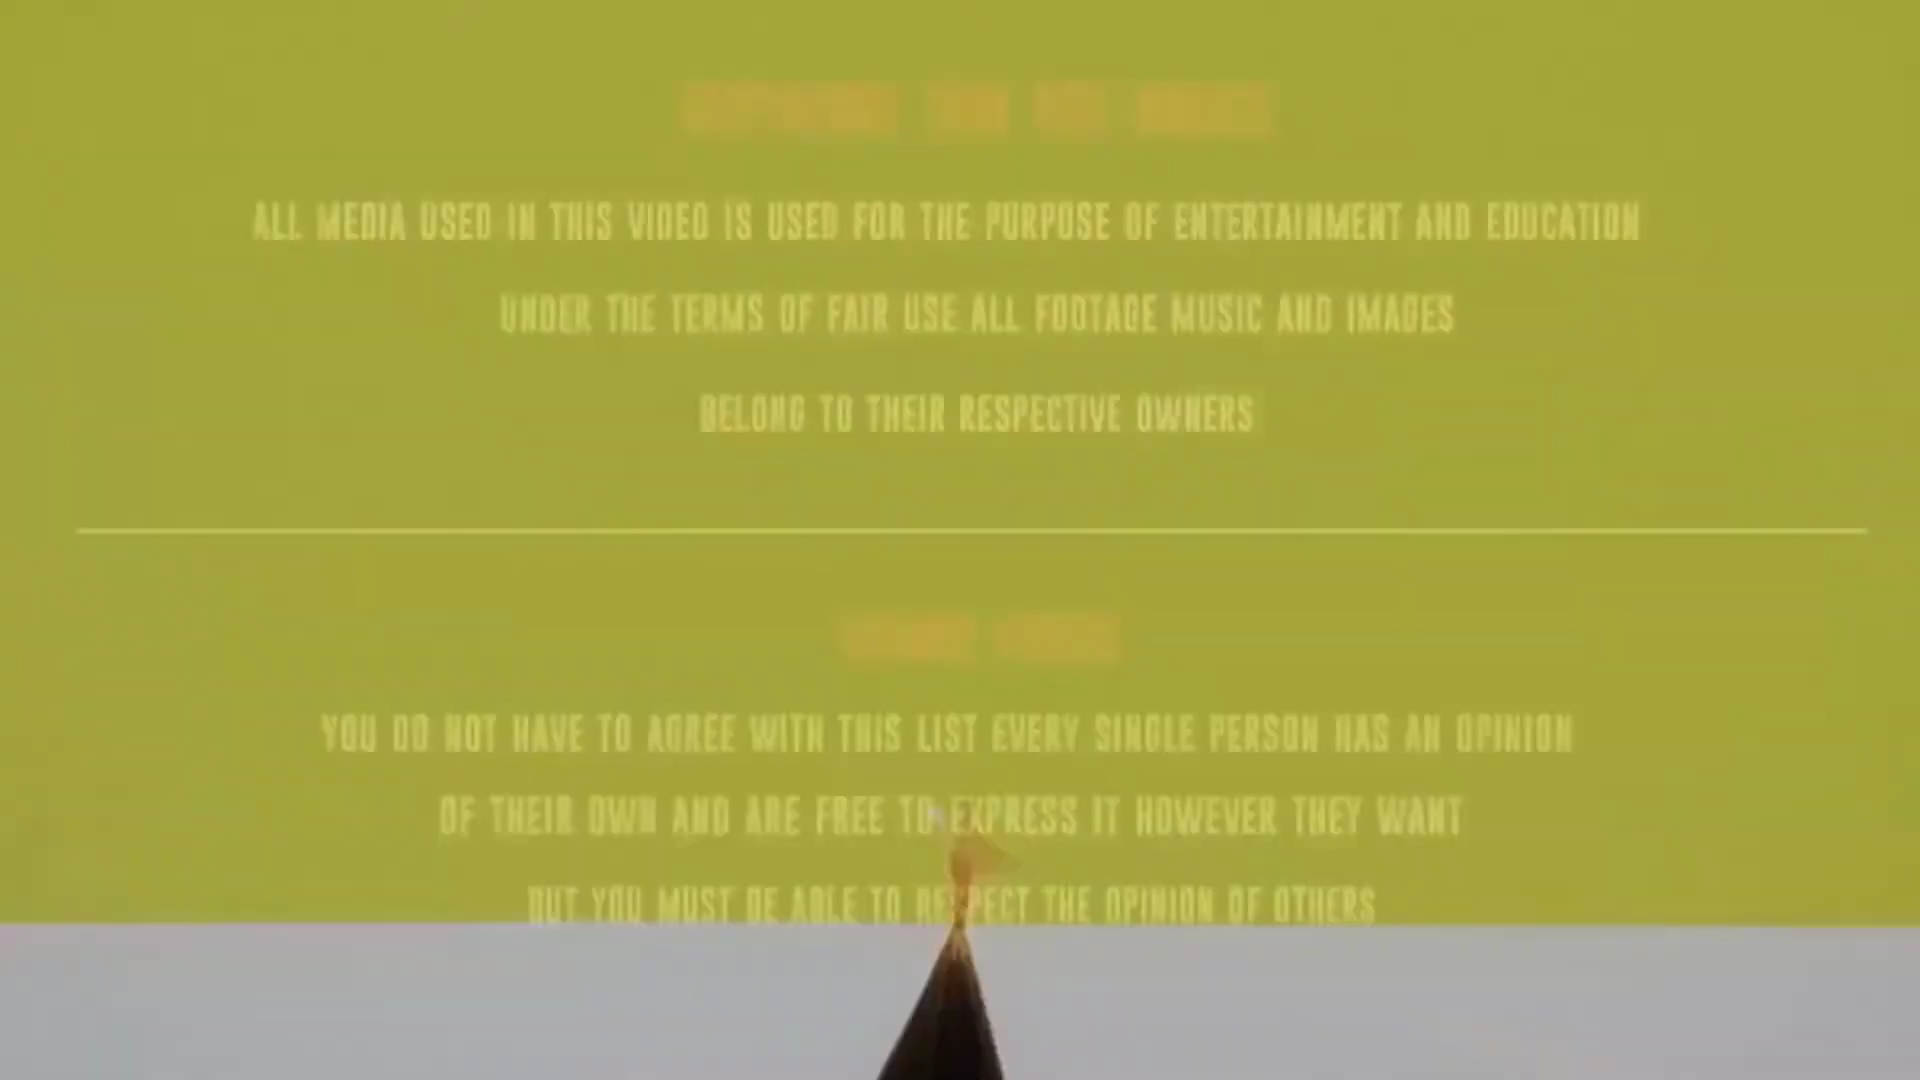 ALL MEDIA USED IN THIS VIDEO IS USED FOR THE PURPOSE OF ENTERTAINMENT AND EDUCATION
UNDER THE TERMS OF FAIR USE ALL FOOTAGE MUSIC AND IMAGES
BELONG TO THEIR RESPECTIVE OWNERS
YOU DO NOT HAVE TO AGREE WITH THIS LIST EVERY SINGLE PERSON HAS AN OPINION
OF THEIR OWN AND ARE FREE TO EXPRESS IT HOWEVER THEY WANT
BUT YOU MUST BE ABLE TO RESPECT THE OPINION OF OTHERS